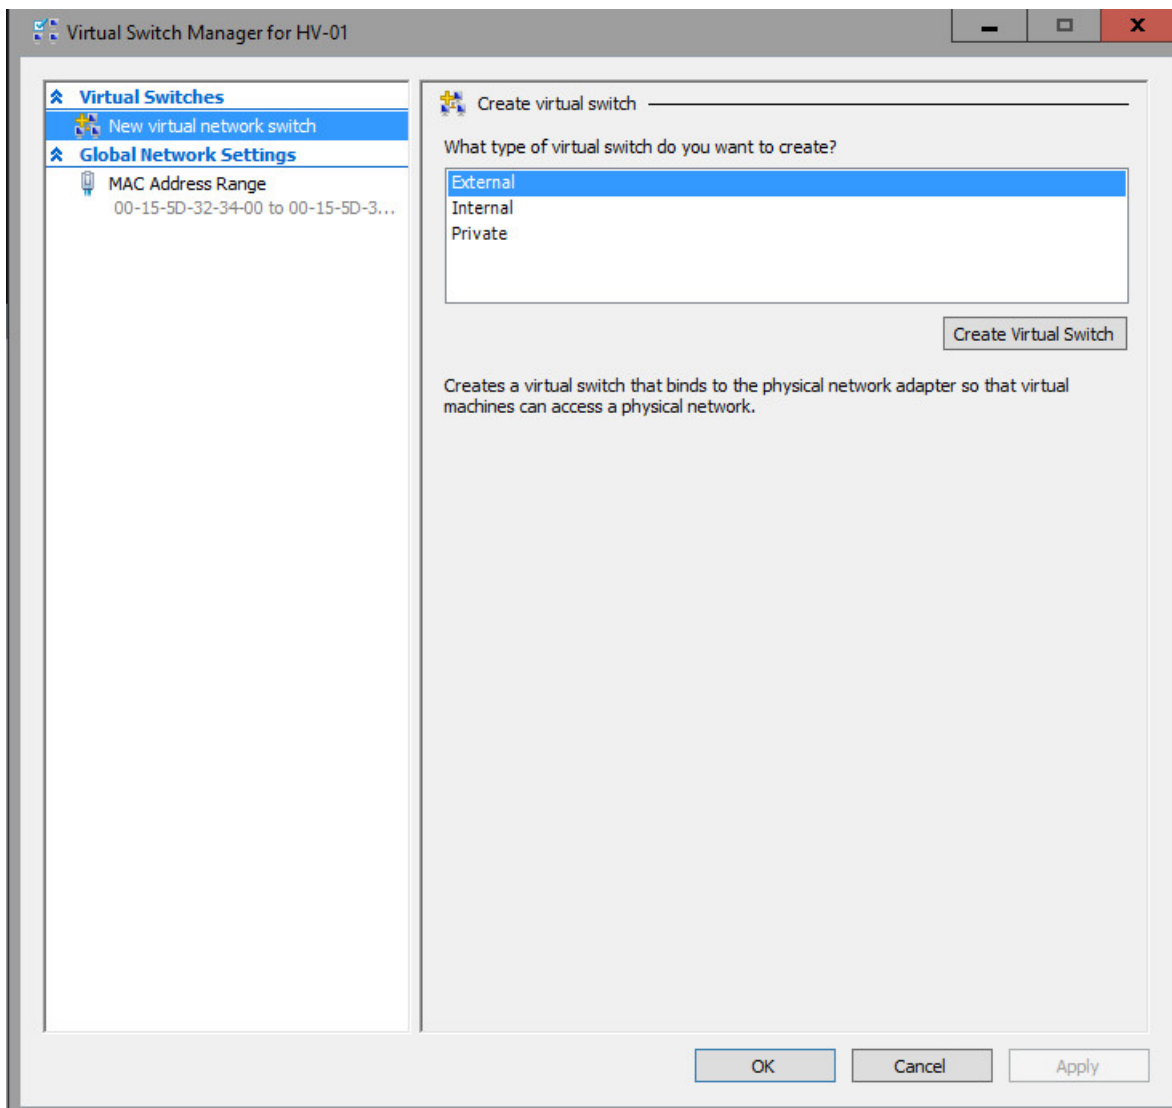 Virtual Switch Manager for HV-01
Virtual Switches
New virtual network switch
Global Network Settings
MAC Address Range
00-15-5D-32-34-00 to 00-15-5D-3...
Create virtual switch
What type of virtual switch do you want to create?
External
Internal
Private
Create Virtual Switch
Creates a virtual switch that binds to the physical network adapter so that virtual
machines can access a physical network.
OK
Cancel
Apply